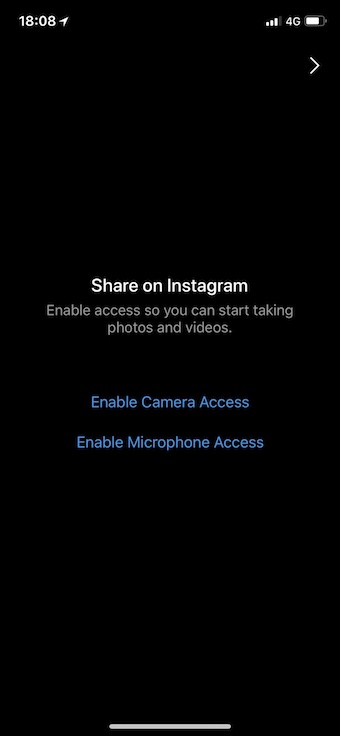 18:08 4G
Share on Instagram
Enable access so you can start taking
photos and videos.
Enable Camera Access
Enable Microphone Access